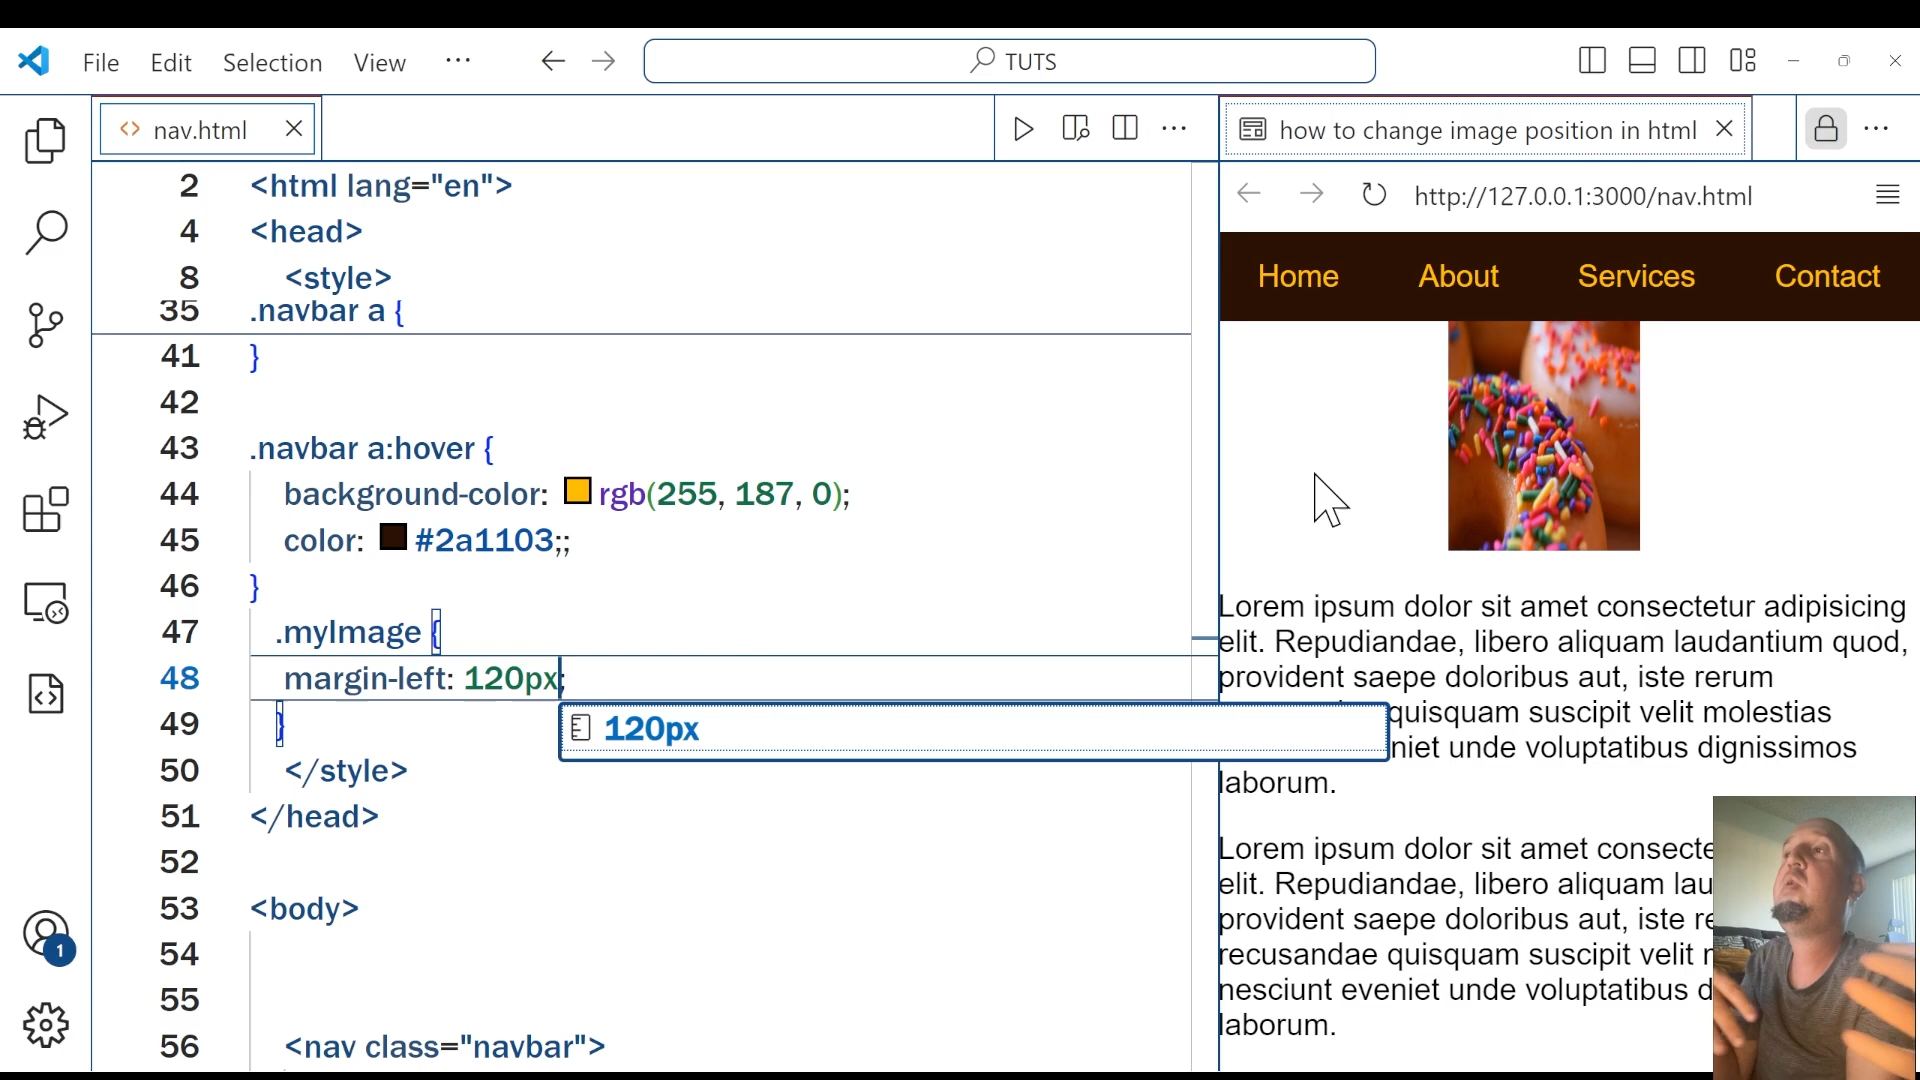 File Edit Selection View ...
TUTS
nav.html
how to change image position in html
http://127.0.0.1:3000/nav.html
2 <html lang="en">
4 <head>
8 <style>
35 .navbar a {
41 }
42
43 .navbar a:hover {
44 background-color: rgb(255, 187, 0);
45 color: #2a1103;;
46 }
47 .myImage {
48 margin-left: 120px;
49 }
120px
50 </style>
51 </head>
52
53 <body>
54
55
56 <nav class="navbar">
1
Home About Services Contact
Lorem ipsum dolor sit amet consectetur adipisicing
elit. Repudiandae, libero aliquam laudantium quod,
provident saepe doloribus aut, iste rerum
quisquam suscipit velit molestias
niet unde voluptatibus dignissimos
laborum.
Lorem ipsum dolor sit amet consecte
elit. Repudiandae, libero aliquam lau
provident saepe doloribus aut, iste re
recusandae quisquam suscipit velit
nesciunt eveniet unde voluptatibus d
laborum.